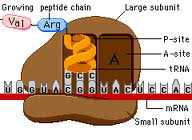 Growing peptide chain
Large subunit
Val
Arg
P-site
A
A-site
tRNA
G C C
U G G U A C G G U A C U C C A C
mRNA
Small subunit